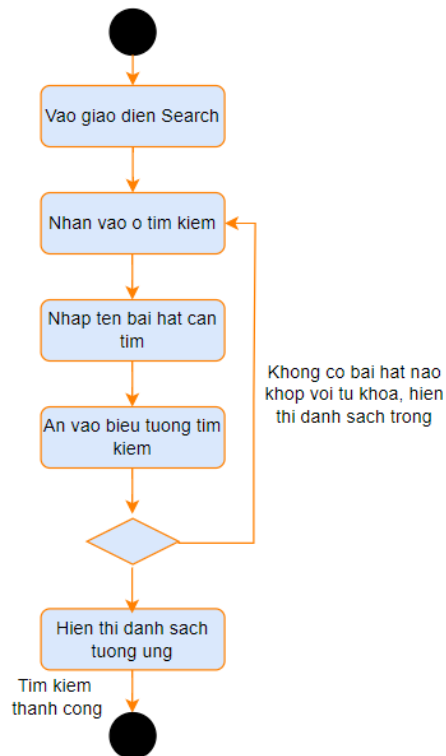 Vao giao dien Search
Nhan vao o tim kiem
Nhap ten bai hat can
tim
An vao bieu tuong tim
kiem
Khong co bai hat nao
khop voi tu khoa, hien
thi danh sach trong
Hien thi danh sach
tuong ung
Tim kiem
thanh cong